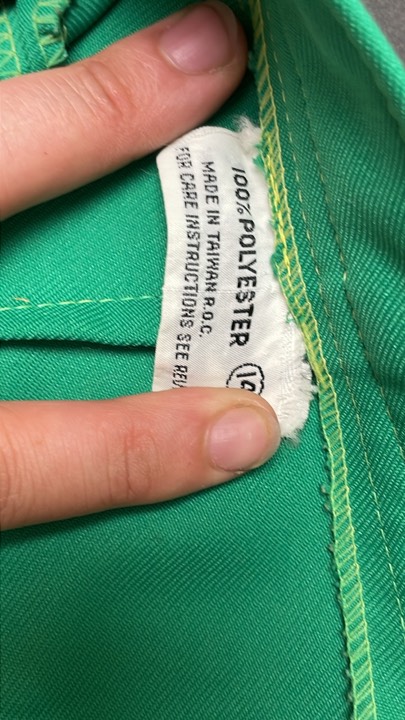 100% POLYESTER
MADE IN TAIWAN R.O.C.
FOR CARE INSTRUCTIONS SEE